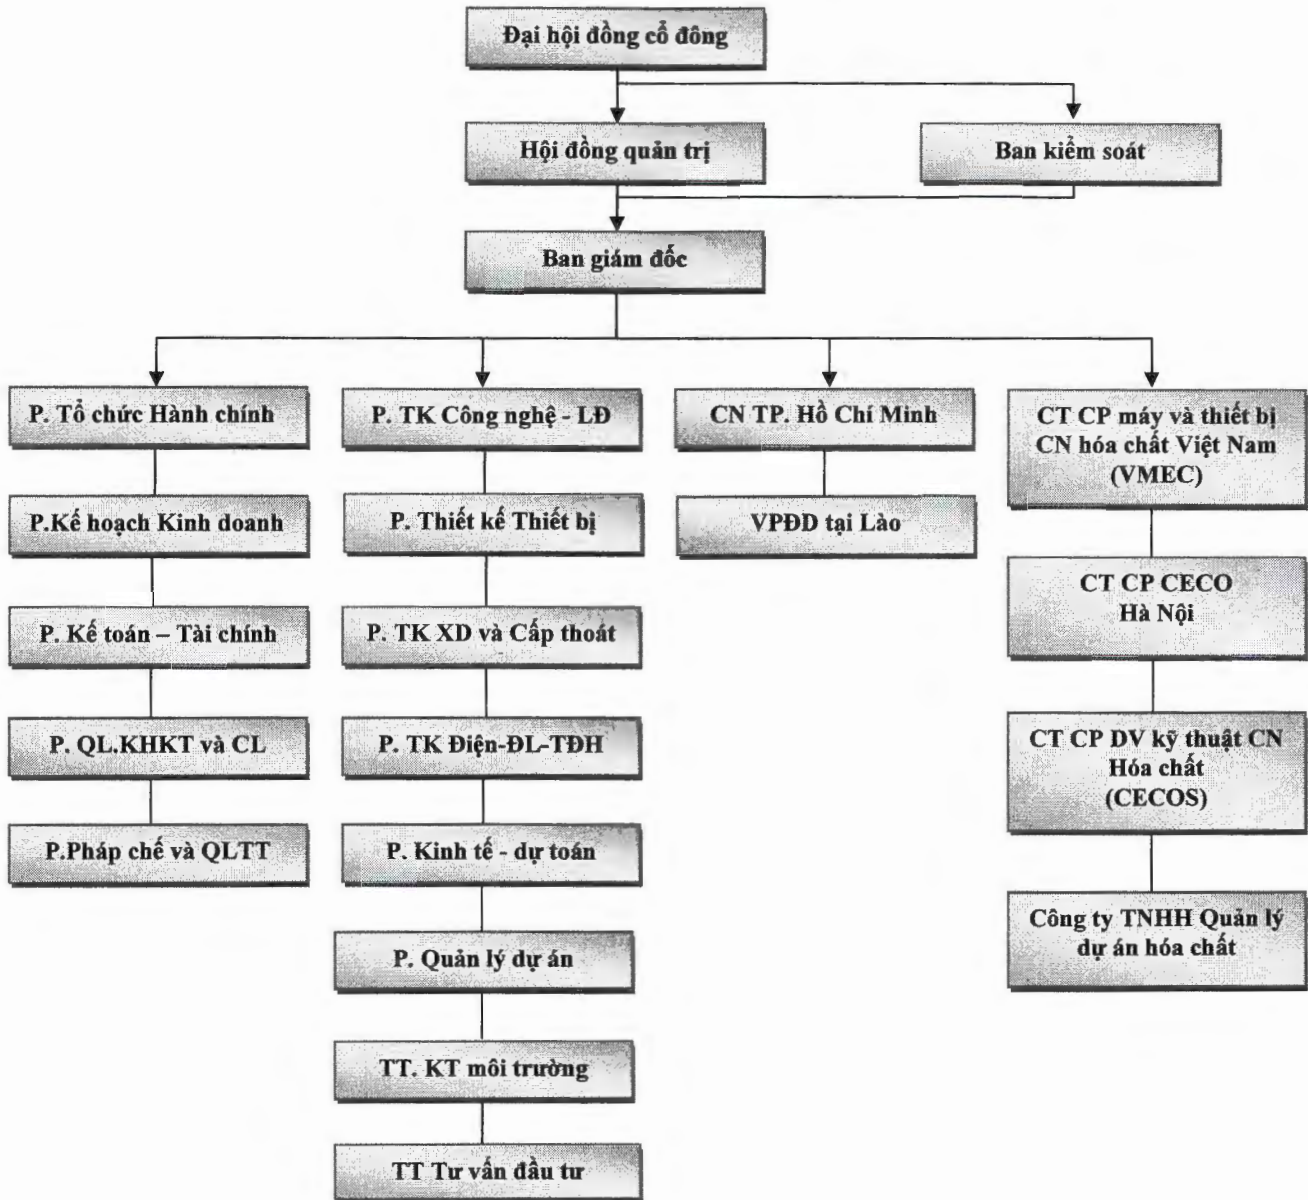 Đại hội đồng cổ đông
Hội đồng quản trị
Ban kiểm soát
Ban giám đốc
P. Tổ chức Hành chính
P.Kế hoạch Kinh doanh
P. Kế toán – Tài chính
P. QL.KHKT và CL
P.Pháp chế và QLTT
P. TK Công nghệ - LĐ
P. Thiết kế Thiết bị
P. TK XD và Cấp thoát
P. TK Điện-ĐL-TĐH
P. Kinh tế - dự toán
P. Quản lý dự án
TT. KT môi trường
TT Tư vấn đầu tư
CN TP. Hồ Chí Minh
VPĐD tại Lào
CT CP máy và thiết bị
CN hóa chất Việt Nam
(VMEC)
CT CP CECO
Hà Nội
CT CP DV kỹ thuật CN
Hóa chất
(CECOS)
Công ty TNHH Quản lý
dự án hóa chất